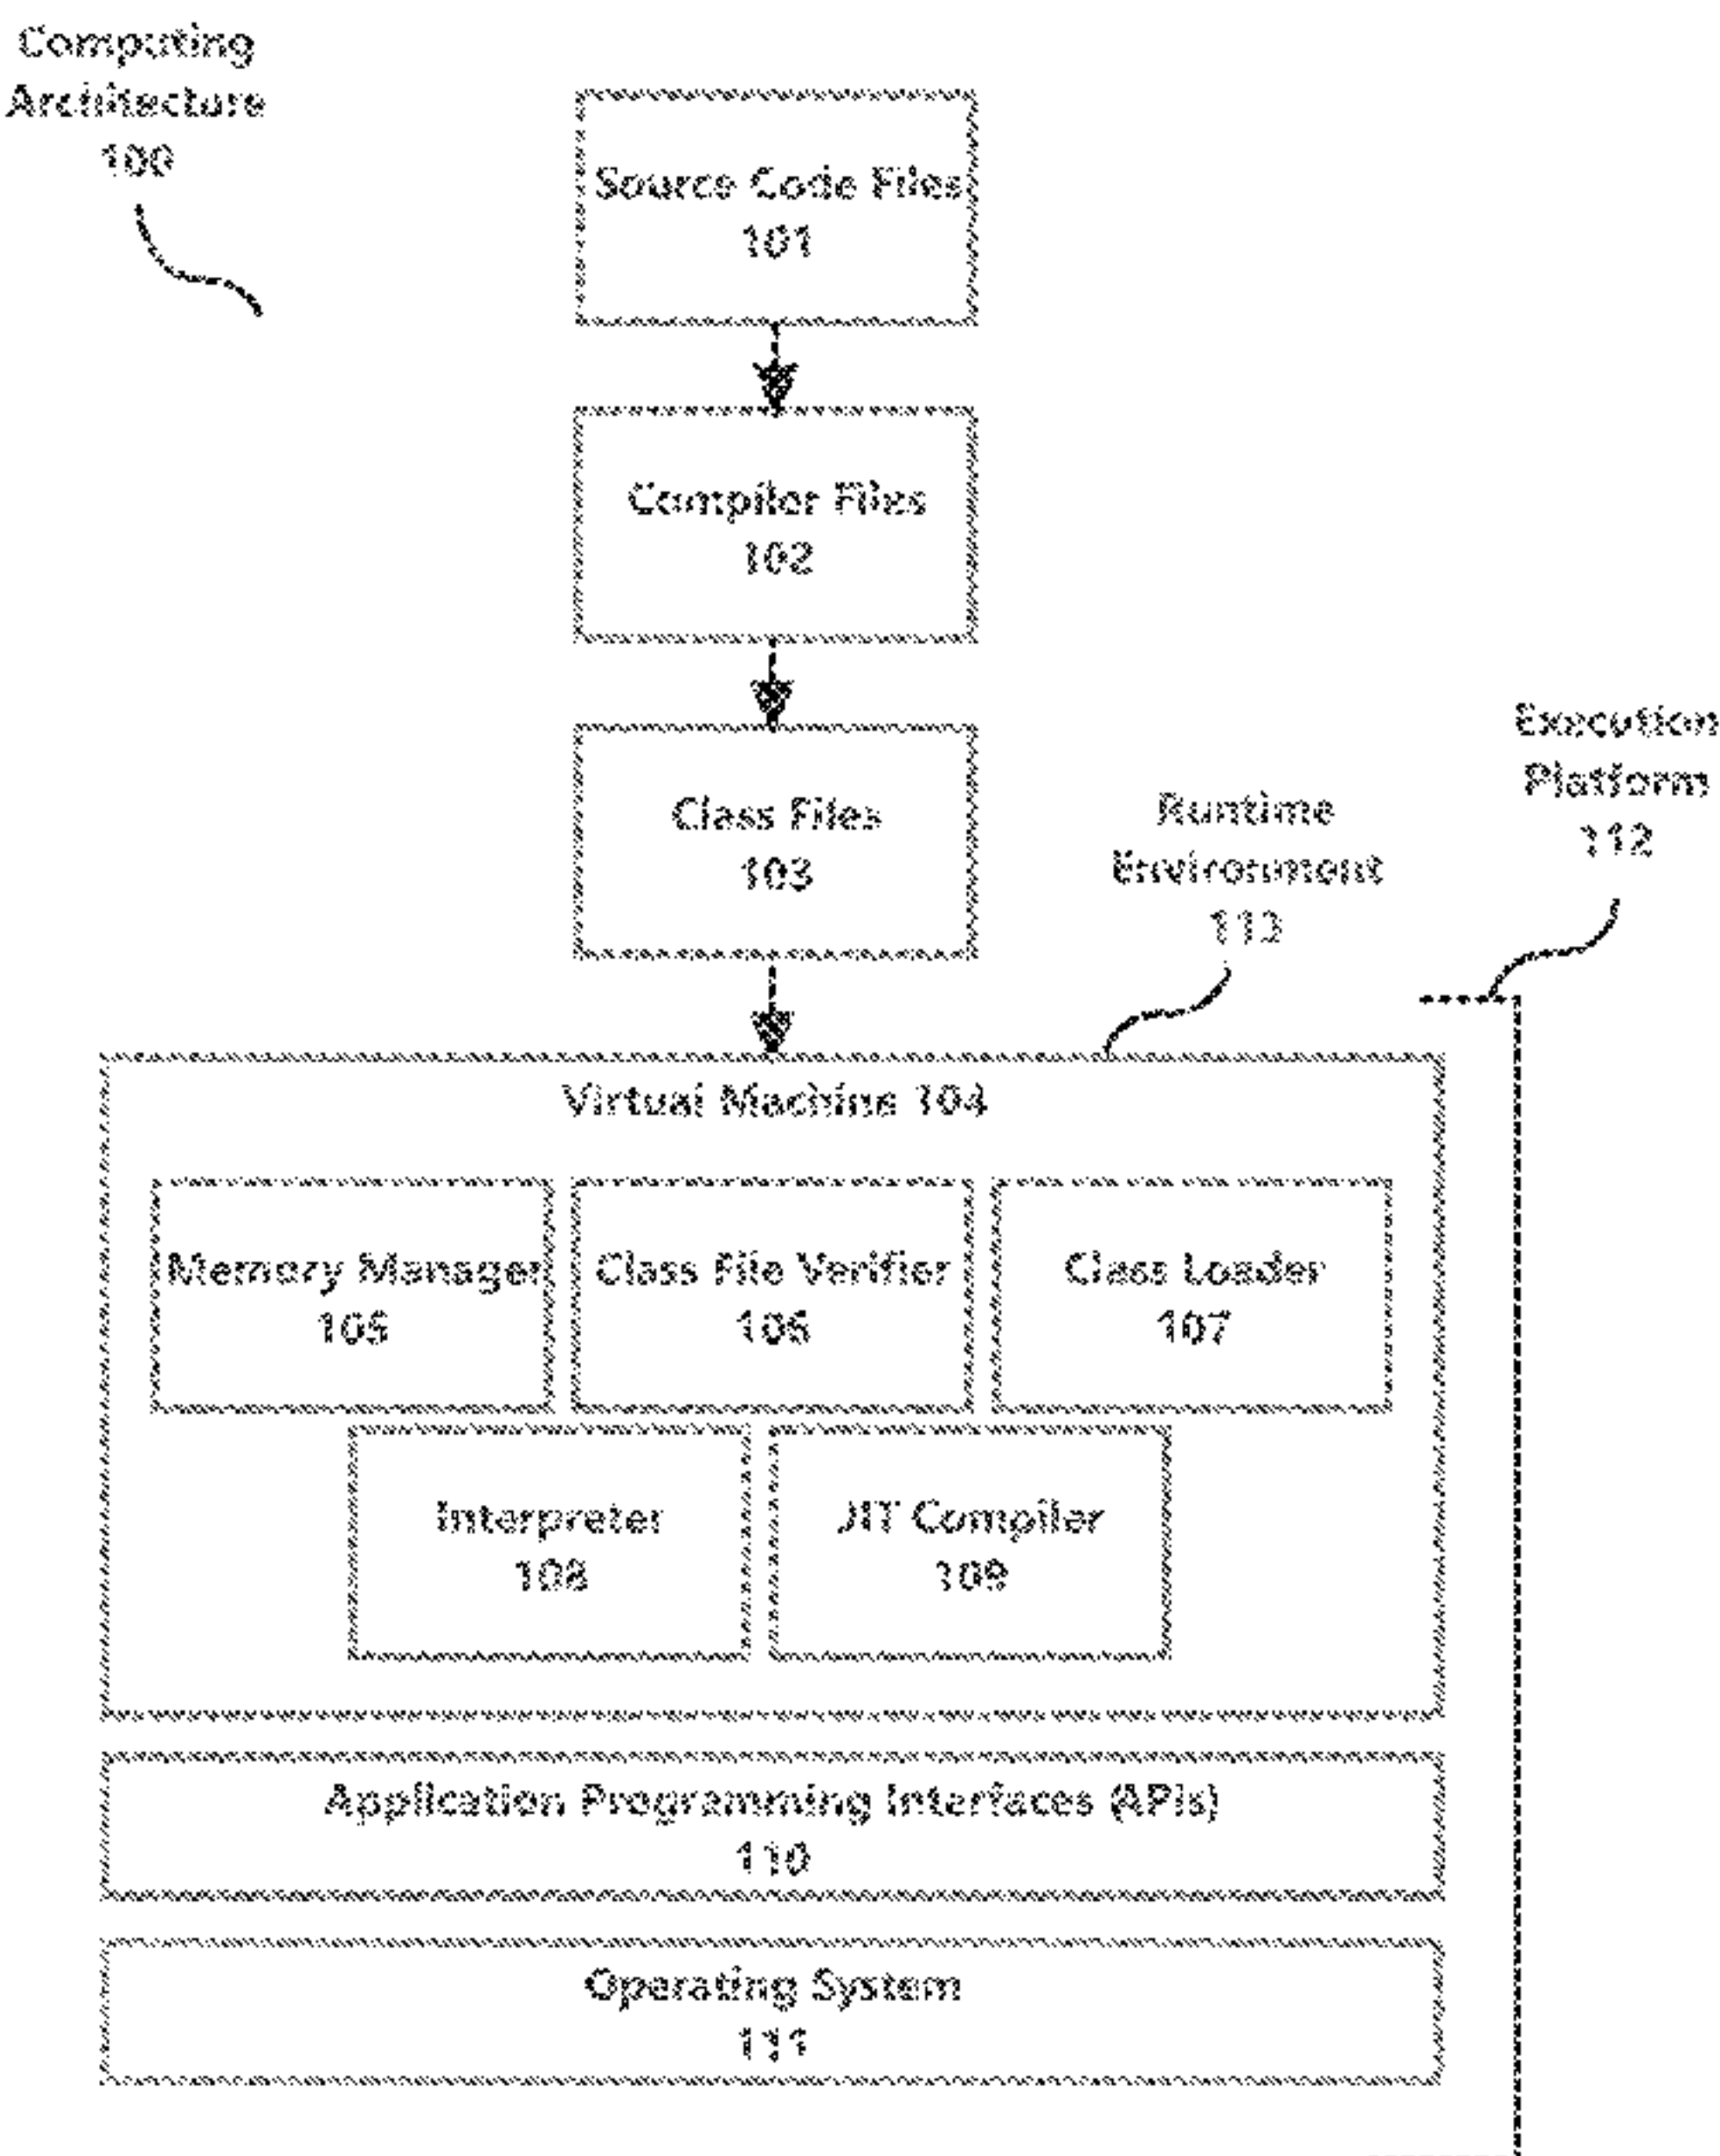 Computing
Architecture
100
Source Code Files
101
Compiler Files
102
Class Files
103
Execution
Platform
112
Runtime
Environment
113
Virtual Machine 104
Memory Manager
105
Class File Verifier
106
Class Loader
107
Interpreter
108
JIT Compiler
109
Application Programming Interfaces (APIs)
110
Operating System
111